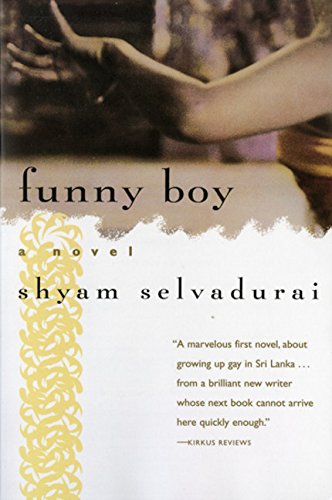 funny boy
a novel
shyam selvadurai
“A marvelous first novel, about
growing up gay in Sri Lanka . . .
from a brilliant new writer
whose next book cannot arrive
here quickly enough.”
—KIRKUS REVIEWS